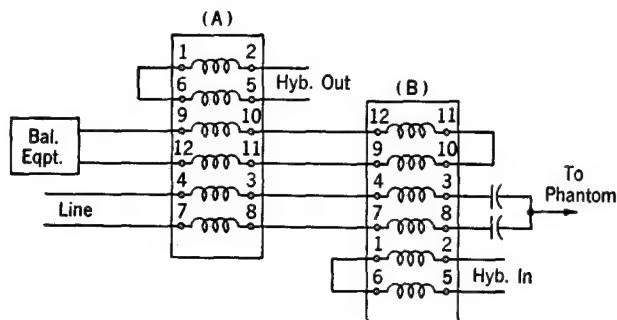 (A)
1 2
6 5
Hyb. Out
9 10
12 11
4 3
7 8
Bal.
Eqpt.
Line
(B)
12 11
9 10
4 3
7 8
1 2
6 5
To
Phantom
Hyb. In